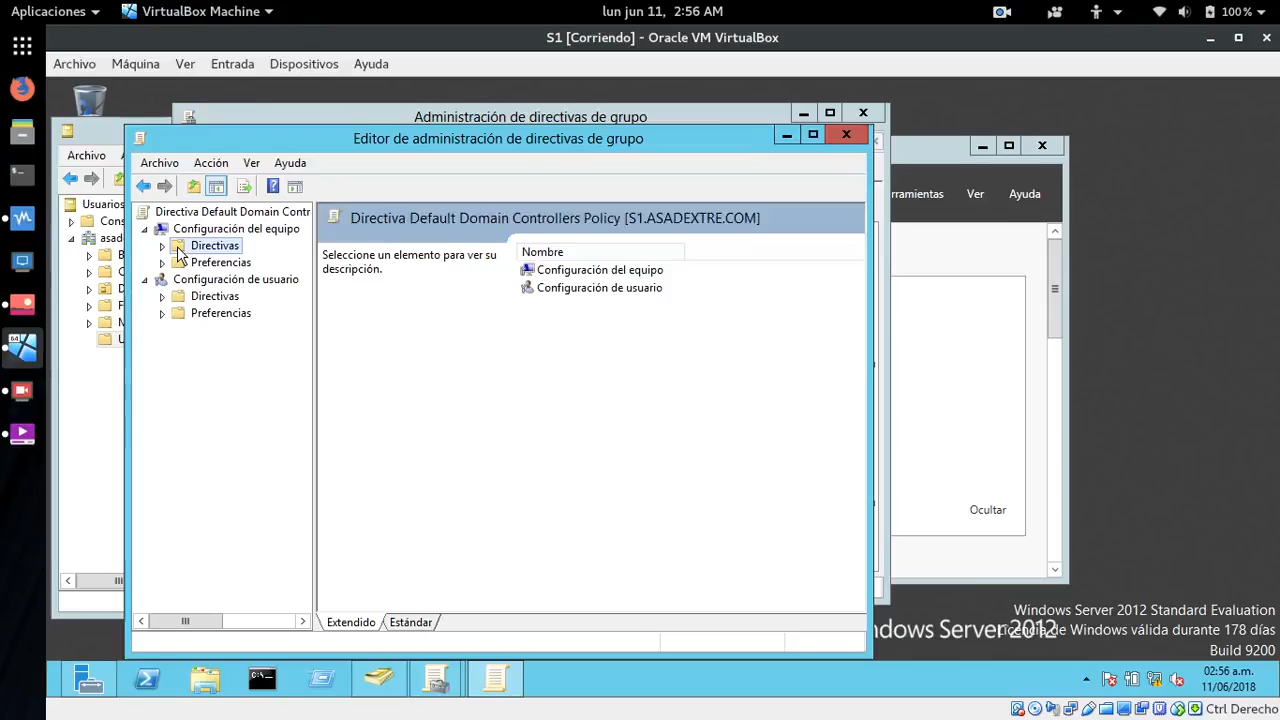 Aplicaciones
VirtualBox Machine
lun jun 11, 2:56 AM
100%
S1 [Corriendo] - Oracle VM VirtualBox
Archivo Máquina Ver Entrada Dispositivos Ayuda
Administración de directivas de grupo
Editor de administración de directivas de grupo
Archivo
Archivo Acción Ver Ayuda
Ver Ayuda
Usuarios
Directiva Default Domain Contr
Configuración del equipo
Directivas
Preferencias
Configuración de usuario
Directivas
Preferencias
Directiva Default Domain Controllers Policy [S1.ASADEXTRE.COM]
Seleccione un elemento para ver su
descripción.
Nombre
Configuración del equipo
Configuración de usuario
Ocultar
Extendido Estándar
Windows Server 2012 Standard Evaluation
Licencia de Windows válida durante 178 días
Build 9200
ndows Server 2012
02:56 a.m.
11/06/2018
Ctrl Derecho